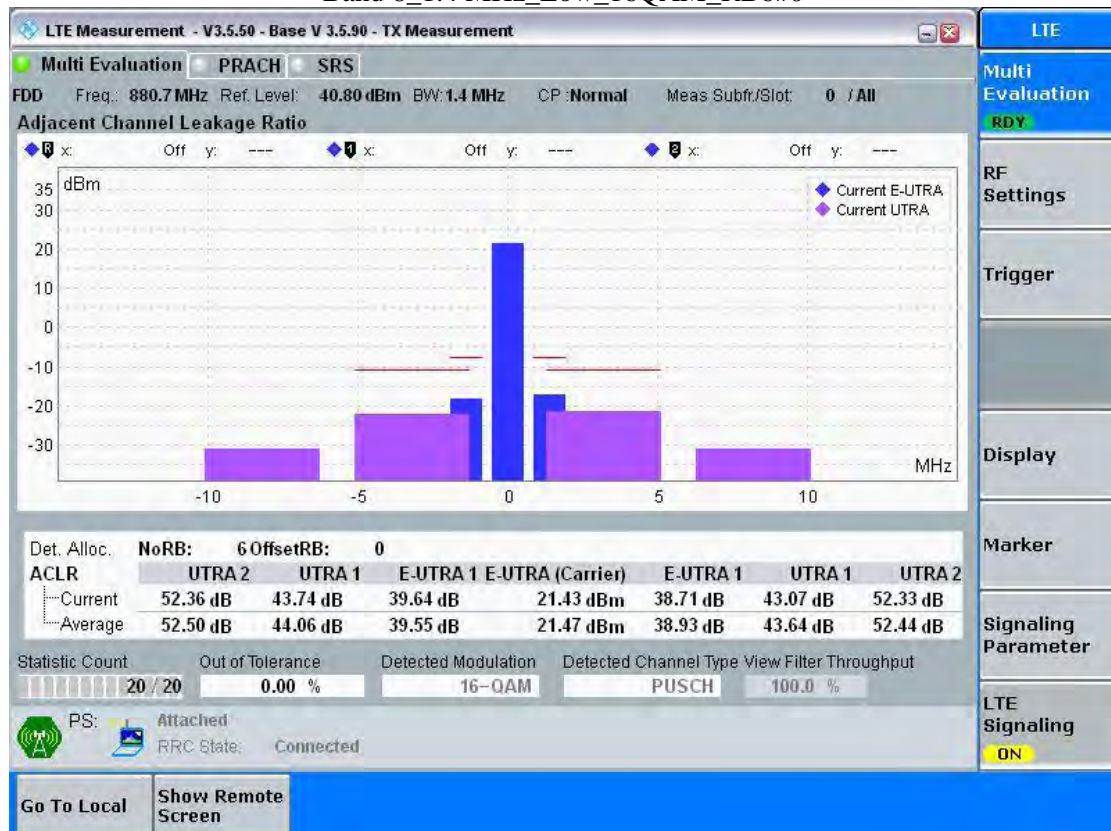 LTE Measurement - V3.5.50 - Base V 3.5.90 - TX Measurement
LTE
Multi Evaluation PRACH SRS
Multi Evaluation
RDY
FDD Freq.: 880.7 MHz Ref. Level: 40.80 dBm BW: 1.4 MHz CP :Normal Meas Subfr./Slot: 0 / All
Adjacent Channel Leakage Ratio
R x: Off y: --- 1 x: Off y: --- 2 x: Off y: ---
dBm
Current E-UTRA
Current UTRA
35
30
20
10
0
-10
-20
-30
MHz
-10 -5 0 5 10
RF Settings
Trigger
Display
Marker
Signaling Parameter
LTE Signaling
ON
Det. Alloc. NoRB: 6 OffsetRB: 0
ACLR UTRA 2 UTRA 1 E-UTRA 1 E-UTRA (Carrier) E-UTRA 1 UTRA 1 UTRA 2
Current 52.36 dB 43.74 dB 39.64 dB 21.43 dBm 38.71 dB 43.07 dB 52.33 dB
Average 52.50 dB 44.06 dB 39.55 dB 21.47 dBm 38.93 dB 43.64 dB 52.44 dB
Statistic Count Out of Tolerance Detected Modulation Detected Channel Type View Filter Throughput
20 / 20 0.00 % 16-QAM PUSCH 100.0 %
PS: Attached
RRC State: Connected
Go To Local
Show Remote Screen